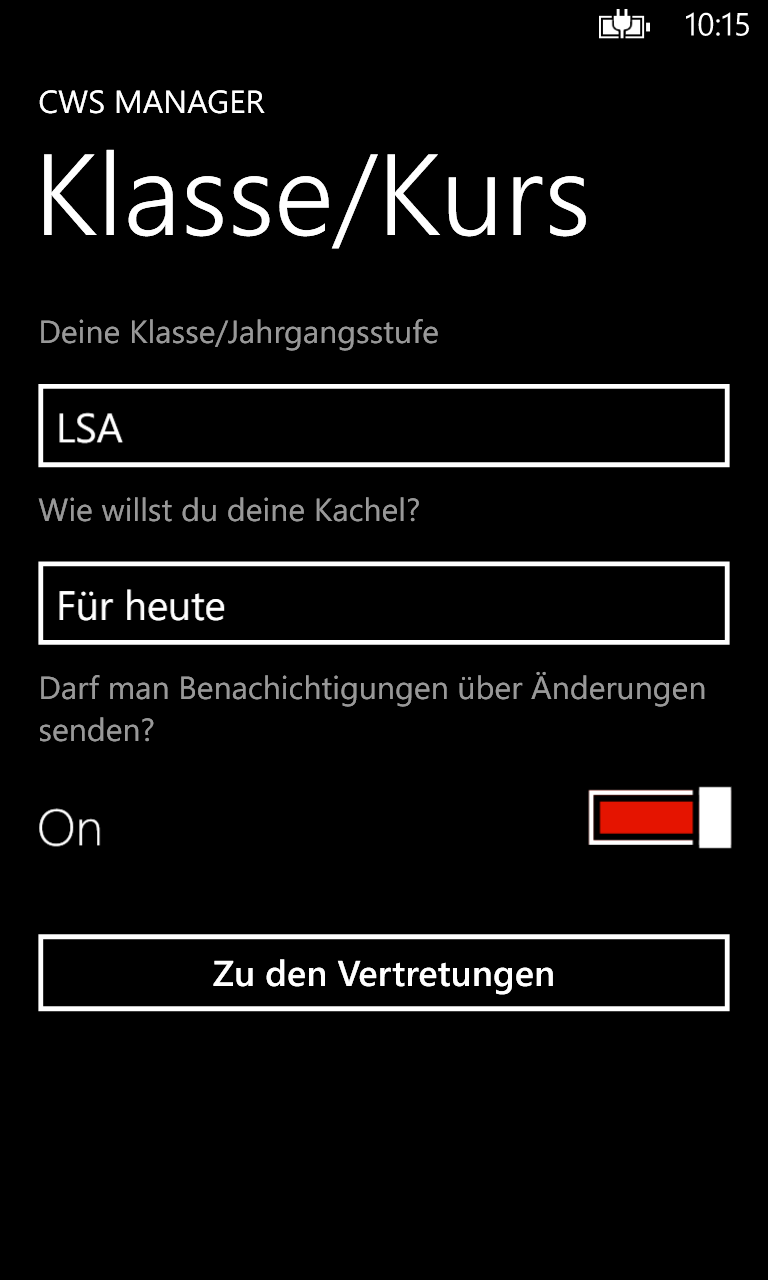 10:15
CWS MANAGER
Klasse/Kurs
Deine Klasse/Jahrgangsstufe
LSA
Wie willst du deine Kachel?
Für heute
Darf man Benachichtigungen über Änderungen
senden?
On
Zu den Vertretungen